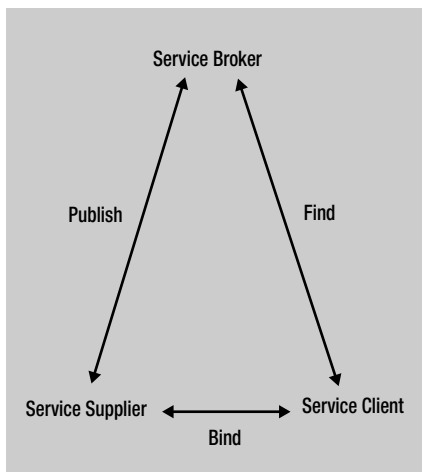 Service Broker
Publish
Find
Service Supplier
Service Client
Bind